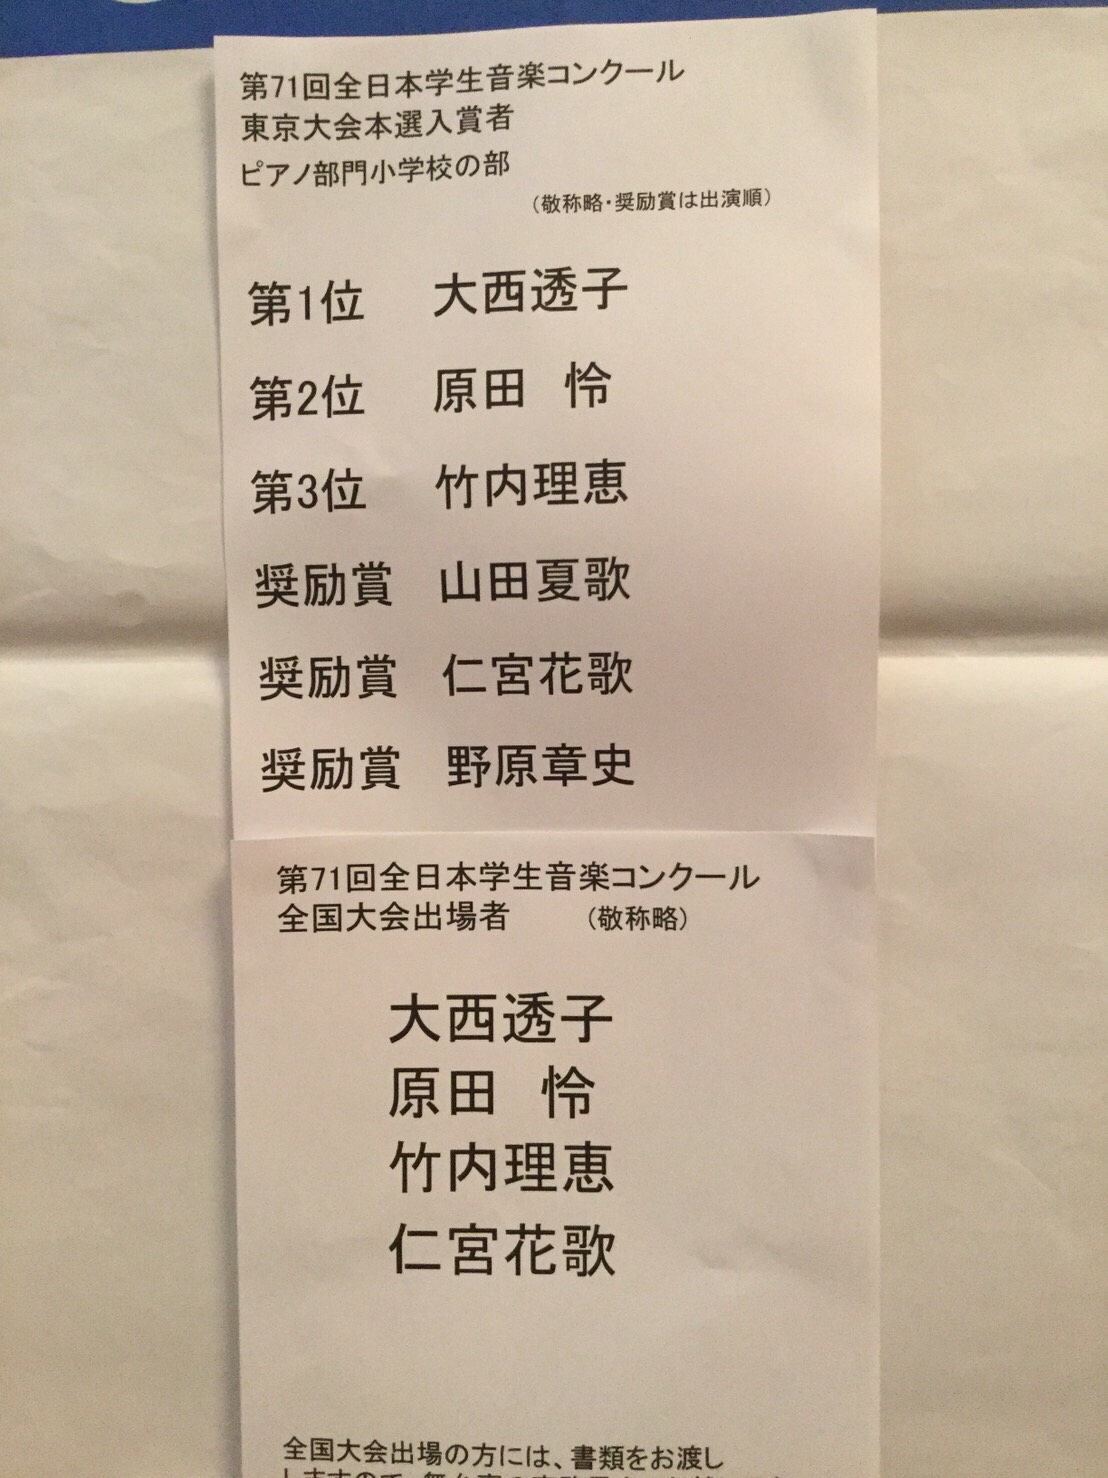 第71回全日本学生音楽コンクール
東京大会本選入賞者
ピアノ部門小学校の部
（敬称略・奨励賞は出演順）
第1位 大西透子
第2位 原田 怜
第3位 竹内理恵
奨励賞 山田夏歌
奨励賞 仁宮花歌
奨励賞 野原章史
第71回全日本学生音楽コンクール
全国大会出場者 （敬称略）
大西透子
原田 怜
竹内理恵
仁宮花歌
全国大会出場の方には、書類をお渡し
しますので、